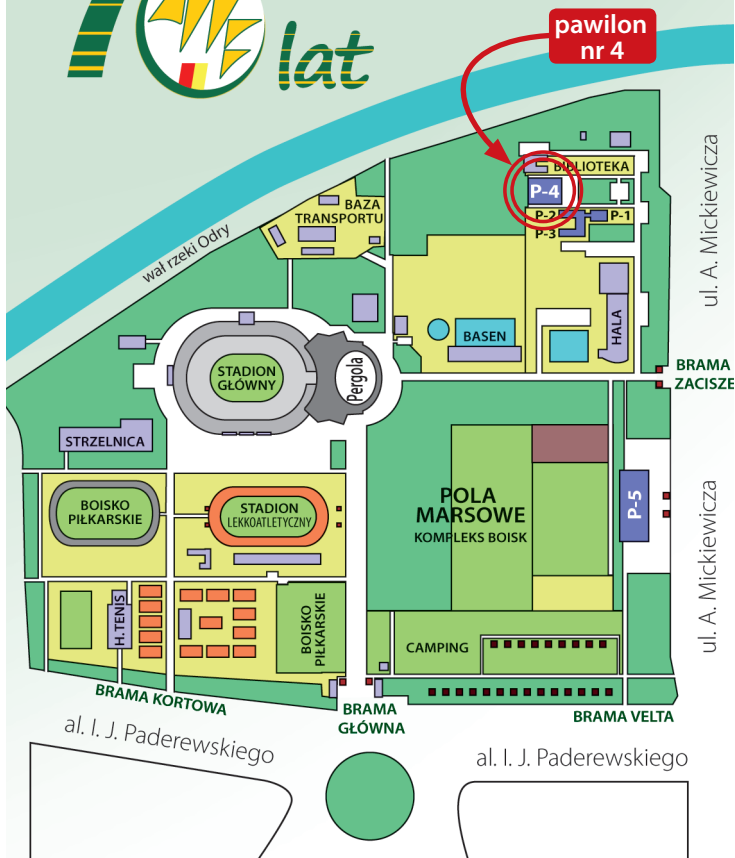 70 lat
AWF
pawilon
nr 4
BIBLIOTEKA
P-4
P-2
P-1
P-3
BAZA
TRANSPORTU
wał rzeki Odry
ul. A. Mickiewicza
BASEN
HALA
STADION
GŁÓWNY
Pergola
BRAMA
ZACISZE
STRZELNICA
BOISKO
PIŁKARSKIE
STADION
LEKKOATLETYCZNY
POLA
MARSOWE
KOMPLEKS BOISK
P-5
ul. A. Mickiewicza
H. TENIS
BOISKO
PIŁKARSKIE
CAMPING
BRAMA KORTOWA
BRAMA
GŁÓWNA
BRAMA VELTA
al. I. J. Paderewskiego
al. I. J. Paderewskiego